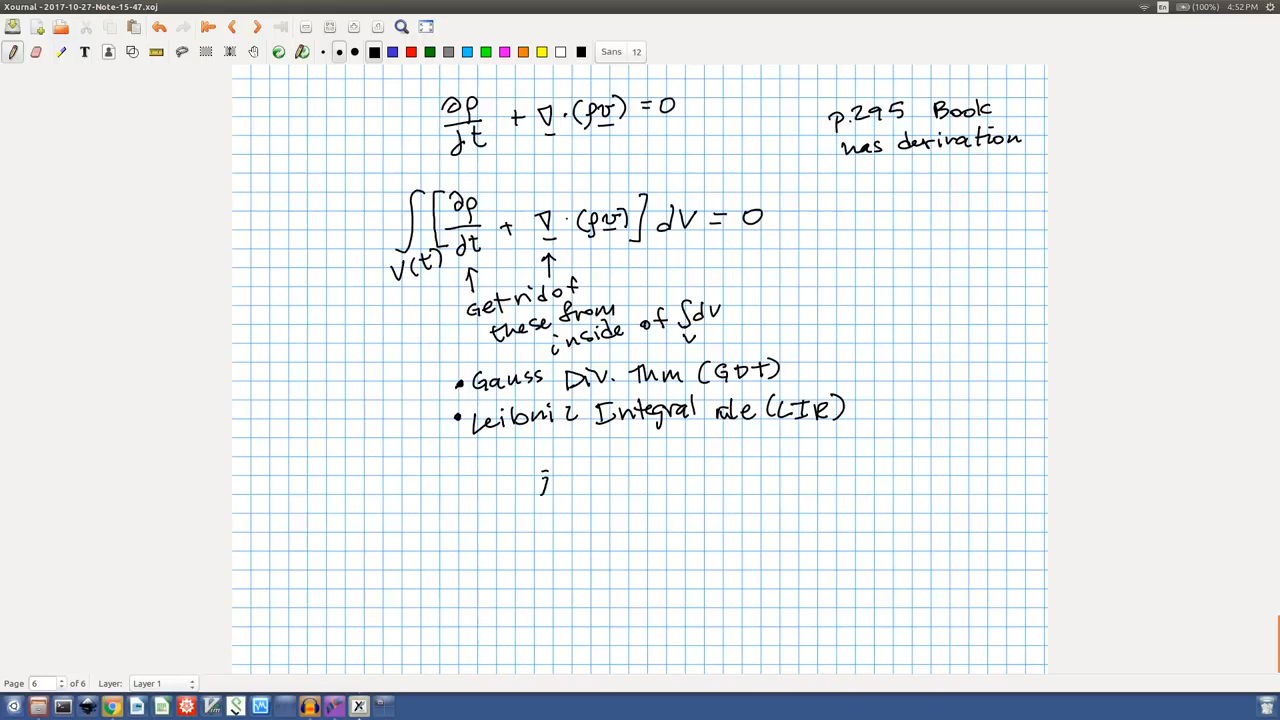 Xournal - 2017-10-27-Note-15-47.xoj
En (100%) 4:52 PM
Sans 12
∂ρ/∂t + ∇·(ρv) = 0
p.295 Book
has derivation
∫V(t) [∂ρ/∂t + ∇·(ρv)] dV = 0
Get rid of
these from
inside of ∫V dV
• Gauss Div. Thm (GDT)
• Leibniz Integral rule (LIR)
Page 6 of 6 Layer: Layer 1